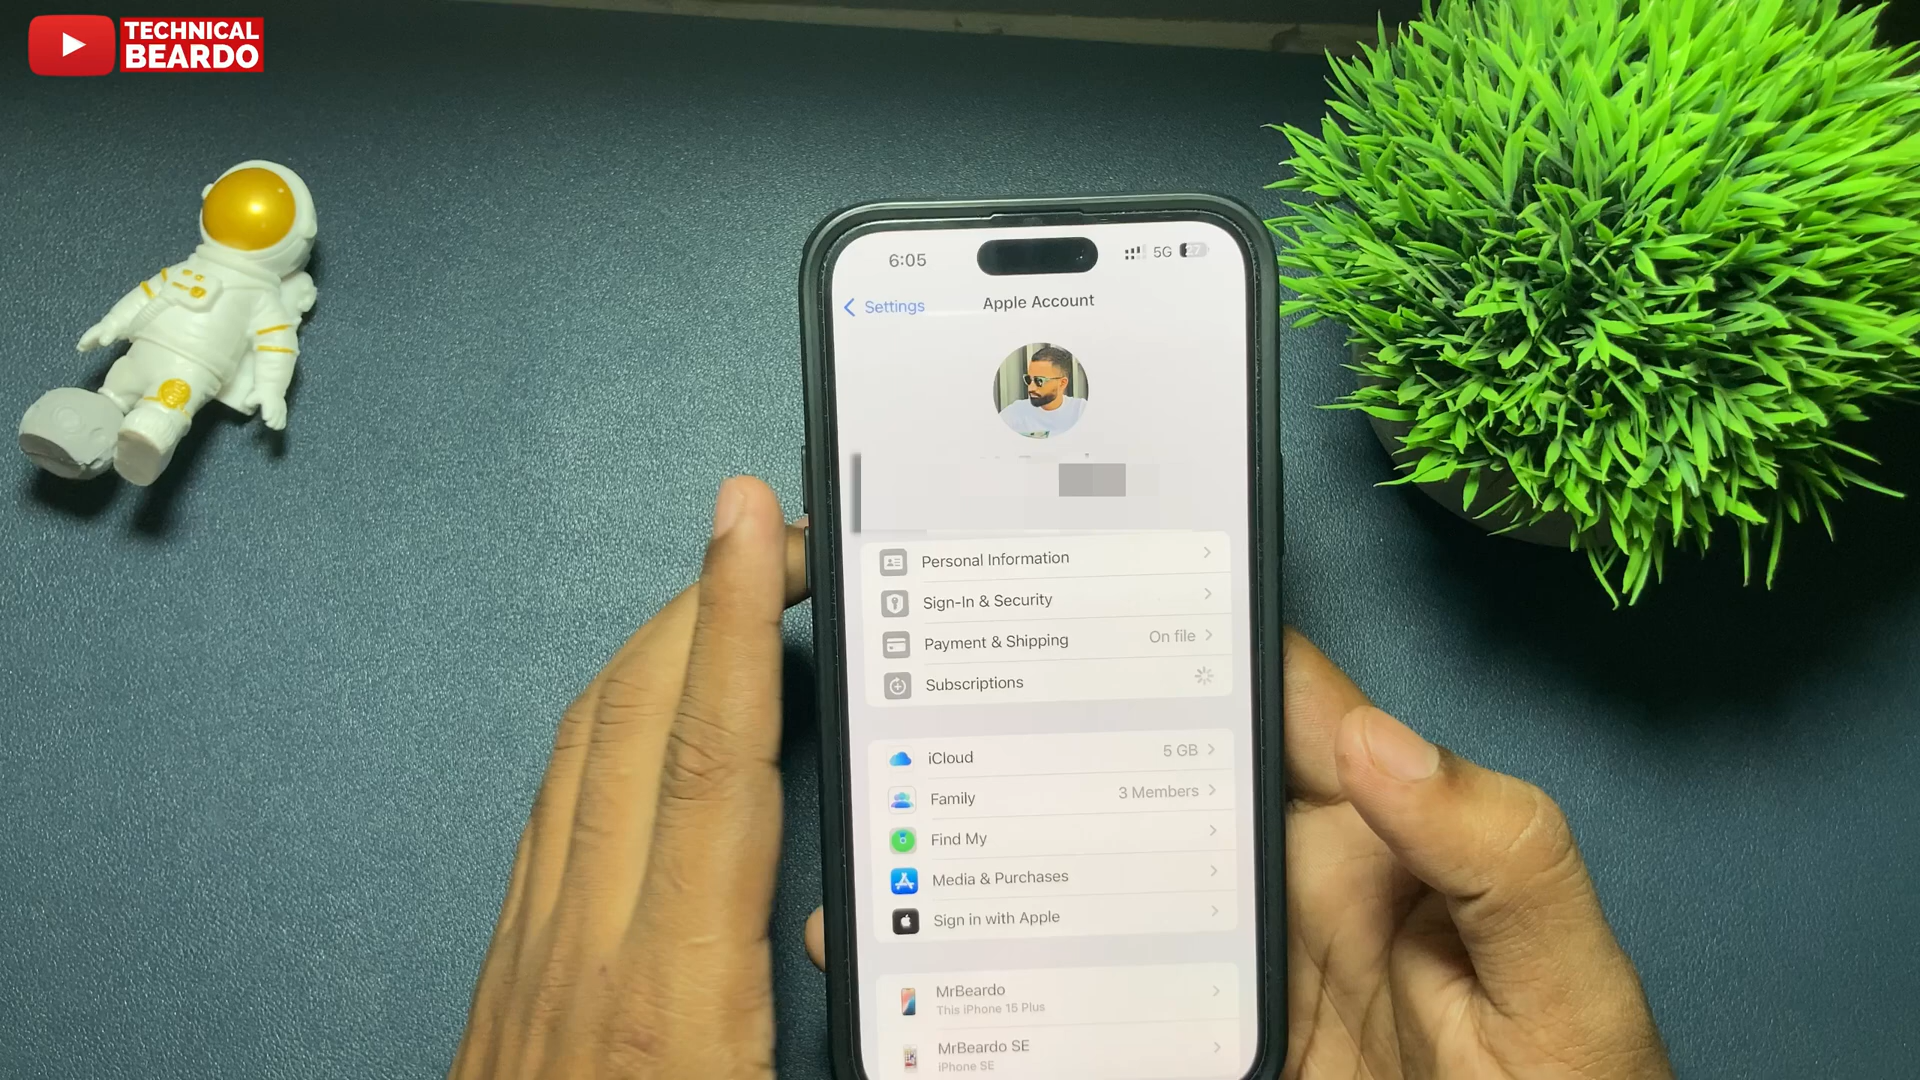 TECHNICAL
BEARDO
6:05
5G 27
Settings
Apple Account
Personal Information
Sign-In & Security
Payment & Shipping On file
Subscriptions
iCloud 5 GB
Family 3 Members
Find My
Media & Purchases
Sign in with Apple
MrBeardo
This iPhone 15 Plus
MrBeardo SE
iPhone SE